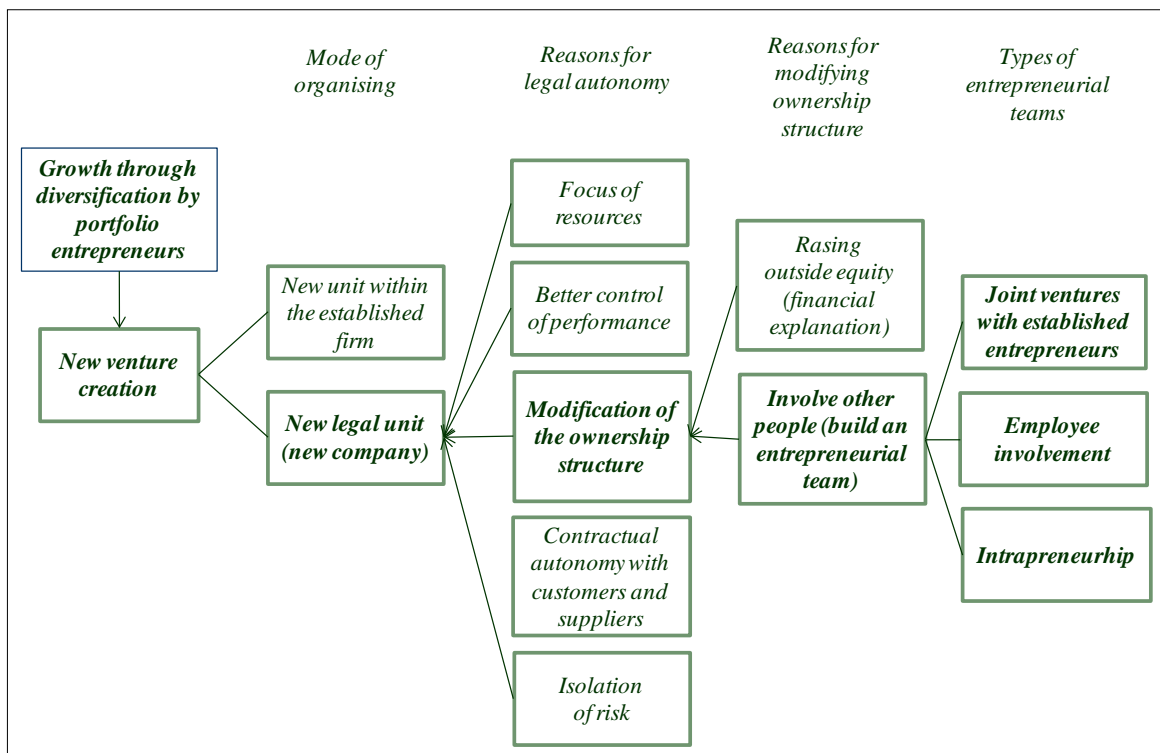 Mode of
organising
Reasons for
legal autonomy
Reasons for
modifying
ownership
structure
Types of
entrepreneurial
teams
Growth through
diversification by
portfolio
entrepreneurs
New venture
creation
New unit within
the established
firm
New legal unit
(new company)
Focus of
resources
Better control
of performance
Modification of
the ownership
structure
Contractual
autonomy with
customers and
suppliers
Isolation
of risk
Rasing
outside equity
(financial
explanation)
Involve other
people (build an
entrepreneurial
team)
Joint ventures
with established
entrepreneurs
Employee
involvement
Intrapreneurhip